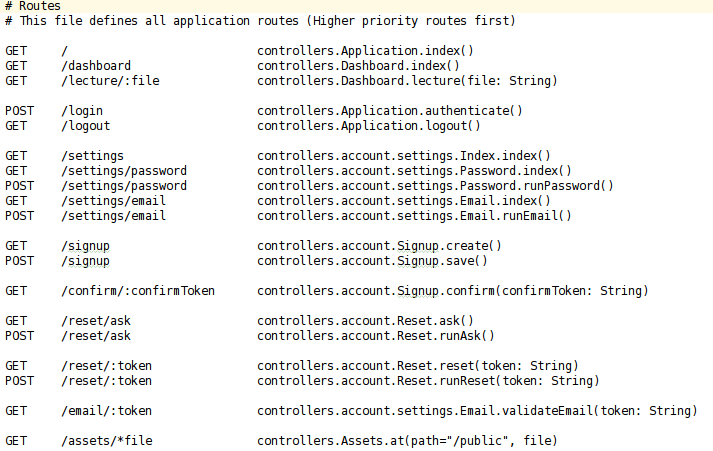 # Routes
# This file defines all application routes (Higher priority routes first)
GET / controllers.Application.index()
GET /dashboard controllers.Dashboard.index()
GET /lecture/:file controllers.Dashboard.lecture(file: String)
POST /login controllers.Application.authenticate()
GET /logout controllers.Application.logout()
GET /settings controllers.account.settings.Index.index()
GET /settings/password controllers.account.settings.Password.index()
POST /settings/password controllers.account.settings.Password.runPassword()
GET /settings/email controllers.account.settings.Email.index()
POST /settings/email controllers.account.settings.Email.runEmail()
GET /signup controllers.account.Signup.create()
POST /signup controllers.account.Signup.save()
GET /confirm/:confirmToken controllers.account.Signup.confirm(confirmToken: String)
GET /reset/ask controllers.account.Reset.ask()
POST /reset/ask controllers.account.Reset.runAsk()
GET /reset/:token controllers.account.Reset.reset(token: String)
POST /reset/:token controllers.account.Reset.runReset(token: String)
GET /email/:token controllers.account.settings.Email.validateEmail(token: String)
GET /assets/*file controllers.Assets.at(path="/public", file)